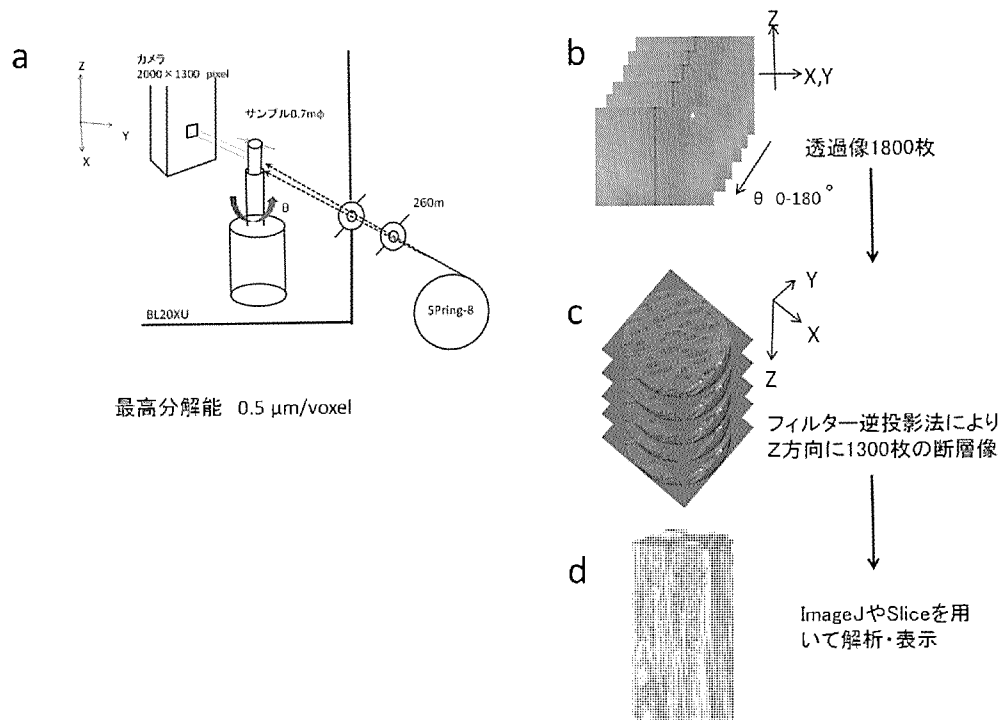 a
カメラ
2000×1300 pixel
Z
Y
X
サンプル0.7mφ
θ
260m
SPring-8
BL20XU
最高分解能 0.5 μm/voxel
b
Z
X,Y
透過像1800枚
θ 0-180°
c
Y
X
Z
フィルター逆投影法により
Z方向に1300枚の断層像
d
ImageJやSliceを用
いて解析・表示